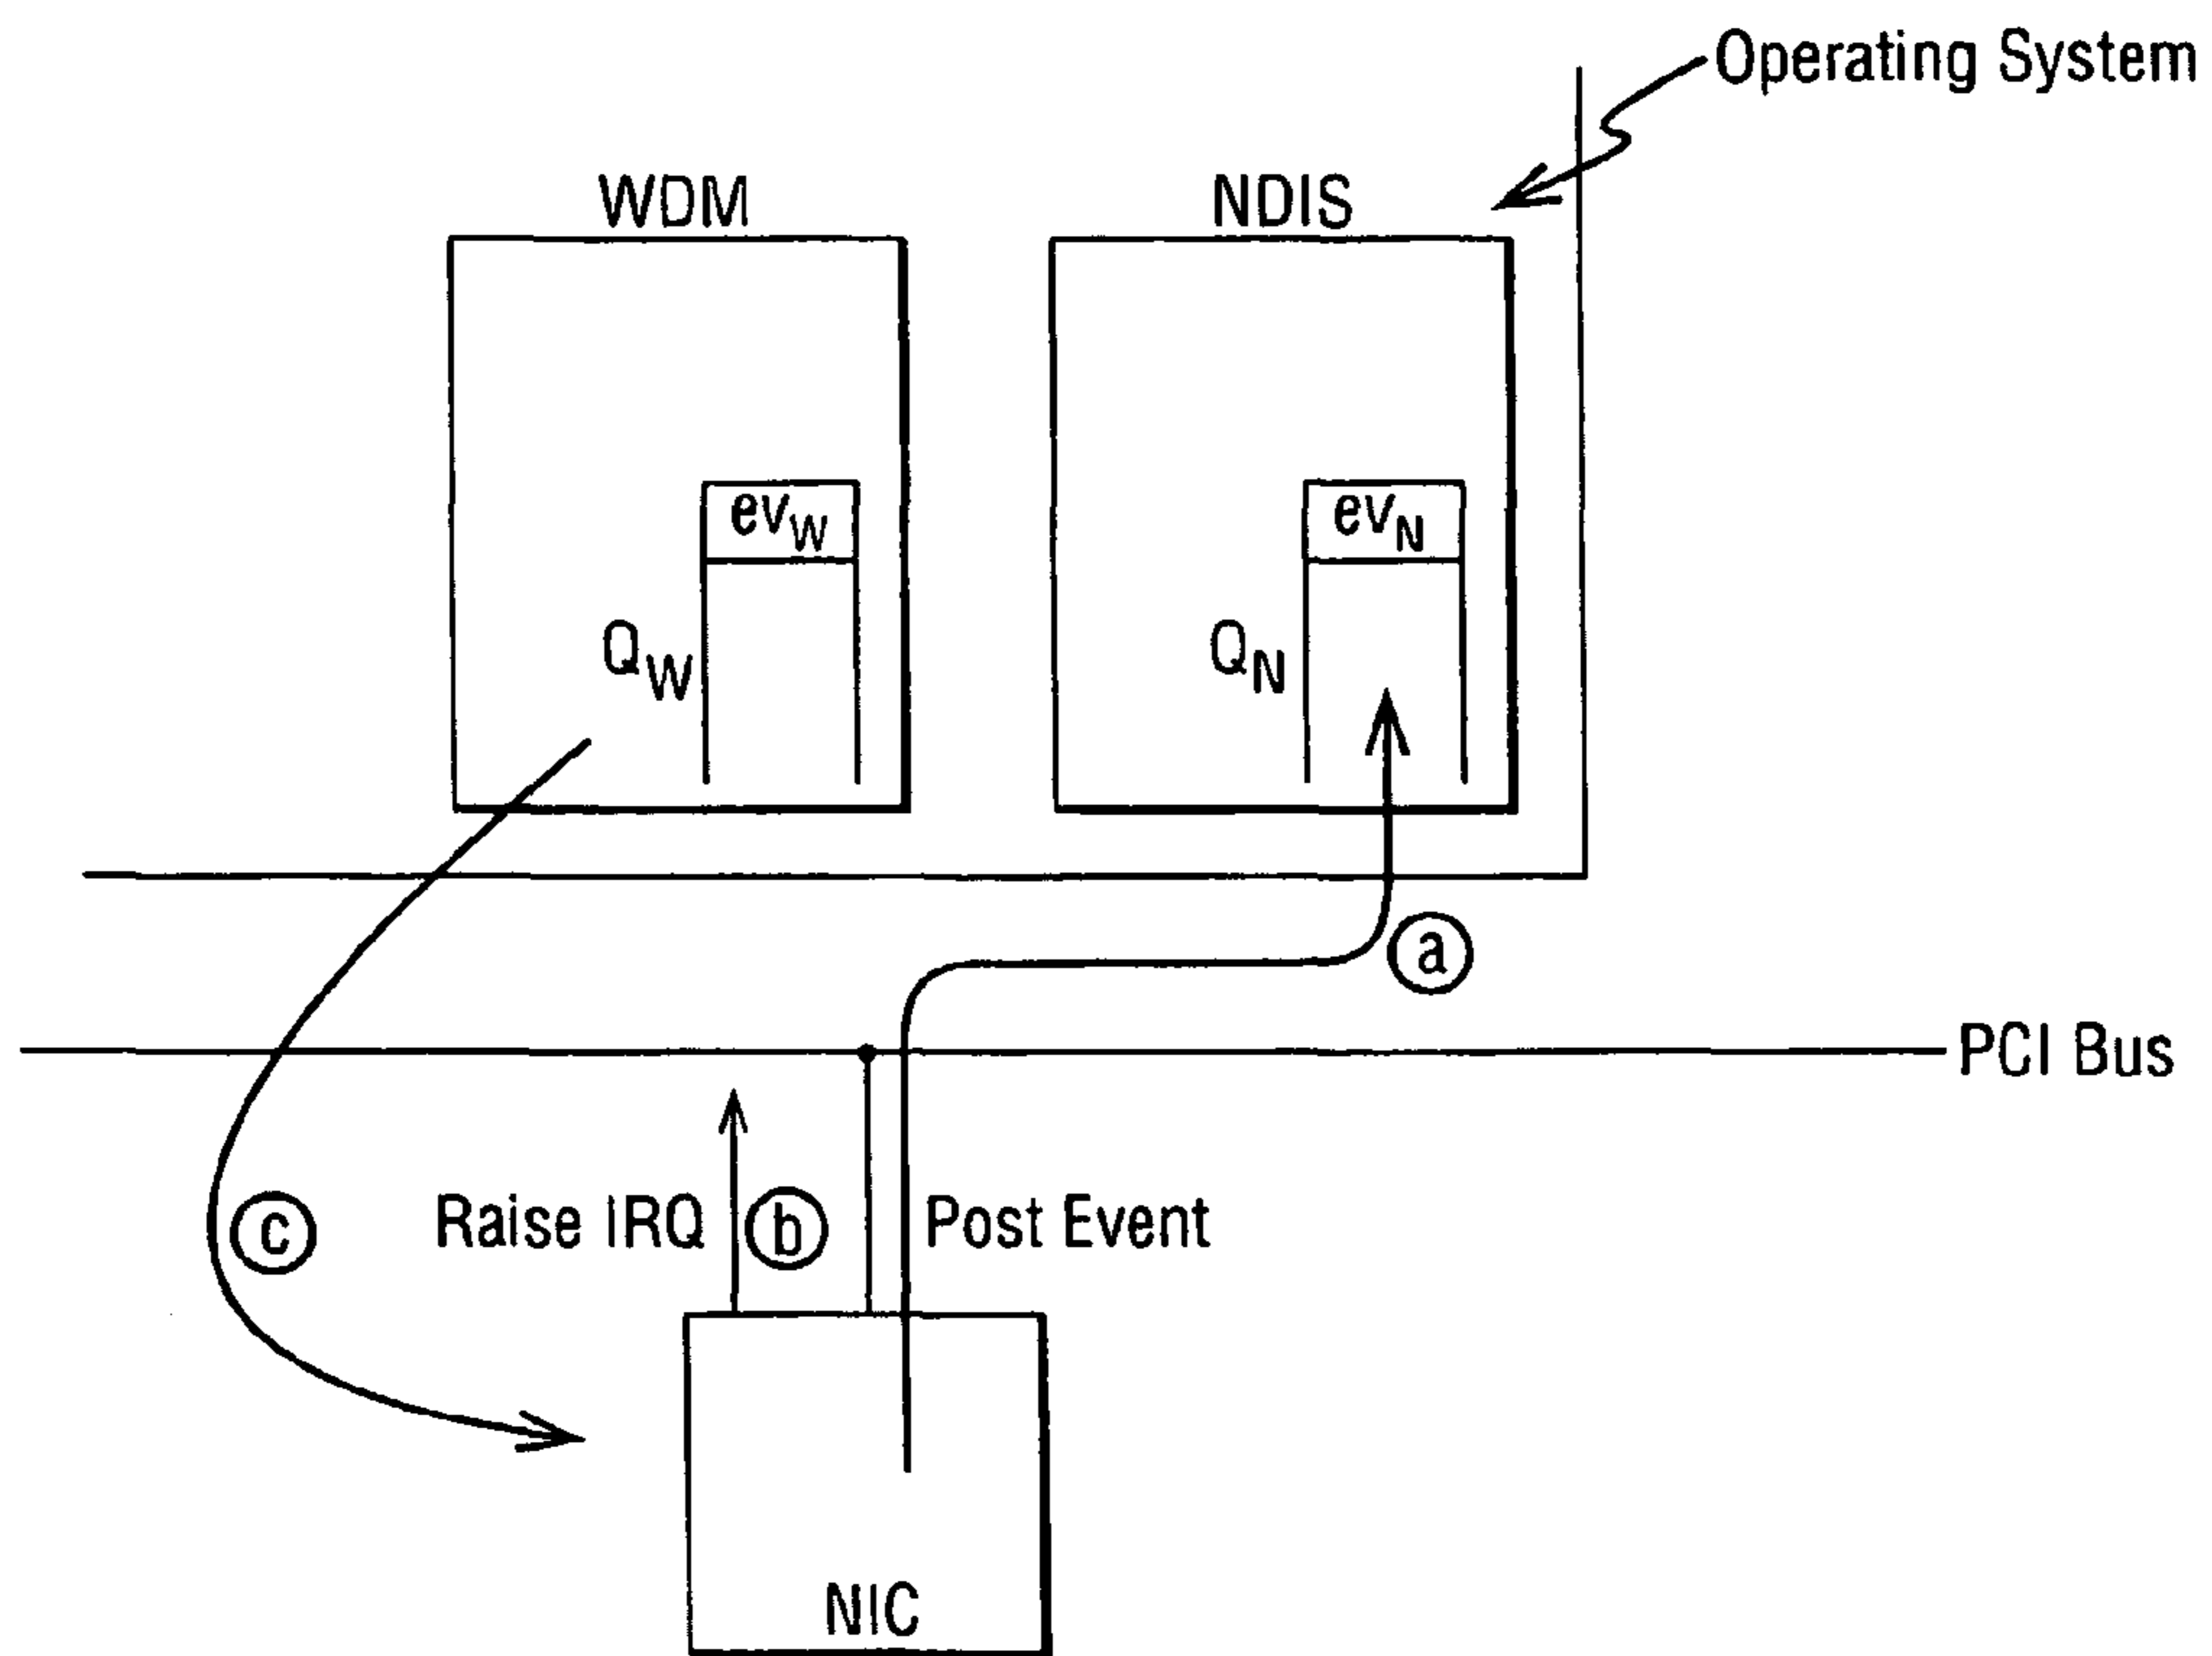 Operating System
WDM
NDIS
evW
evN
QW
QN
a
PCI Bus
c
Raise IRQ
b
Post Event
NIC